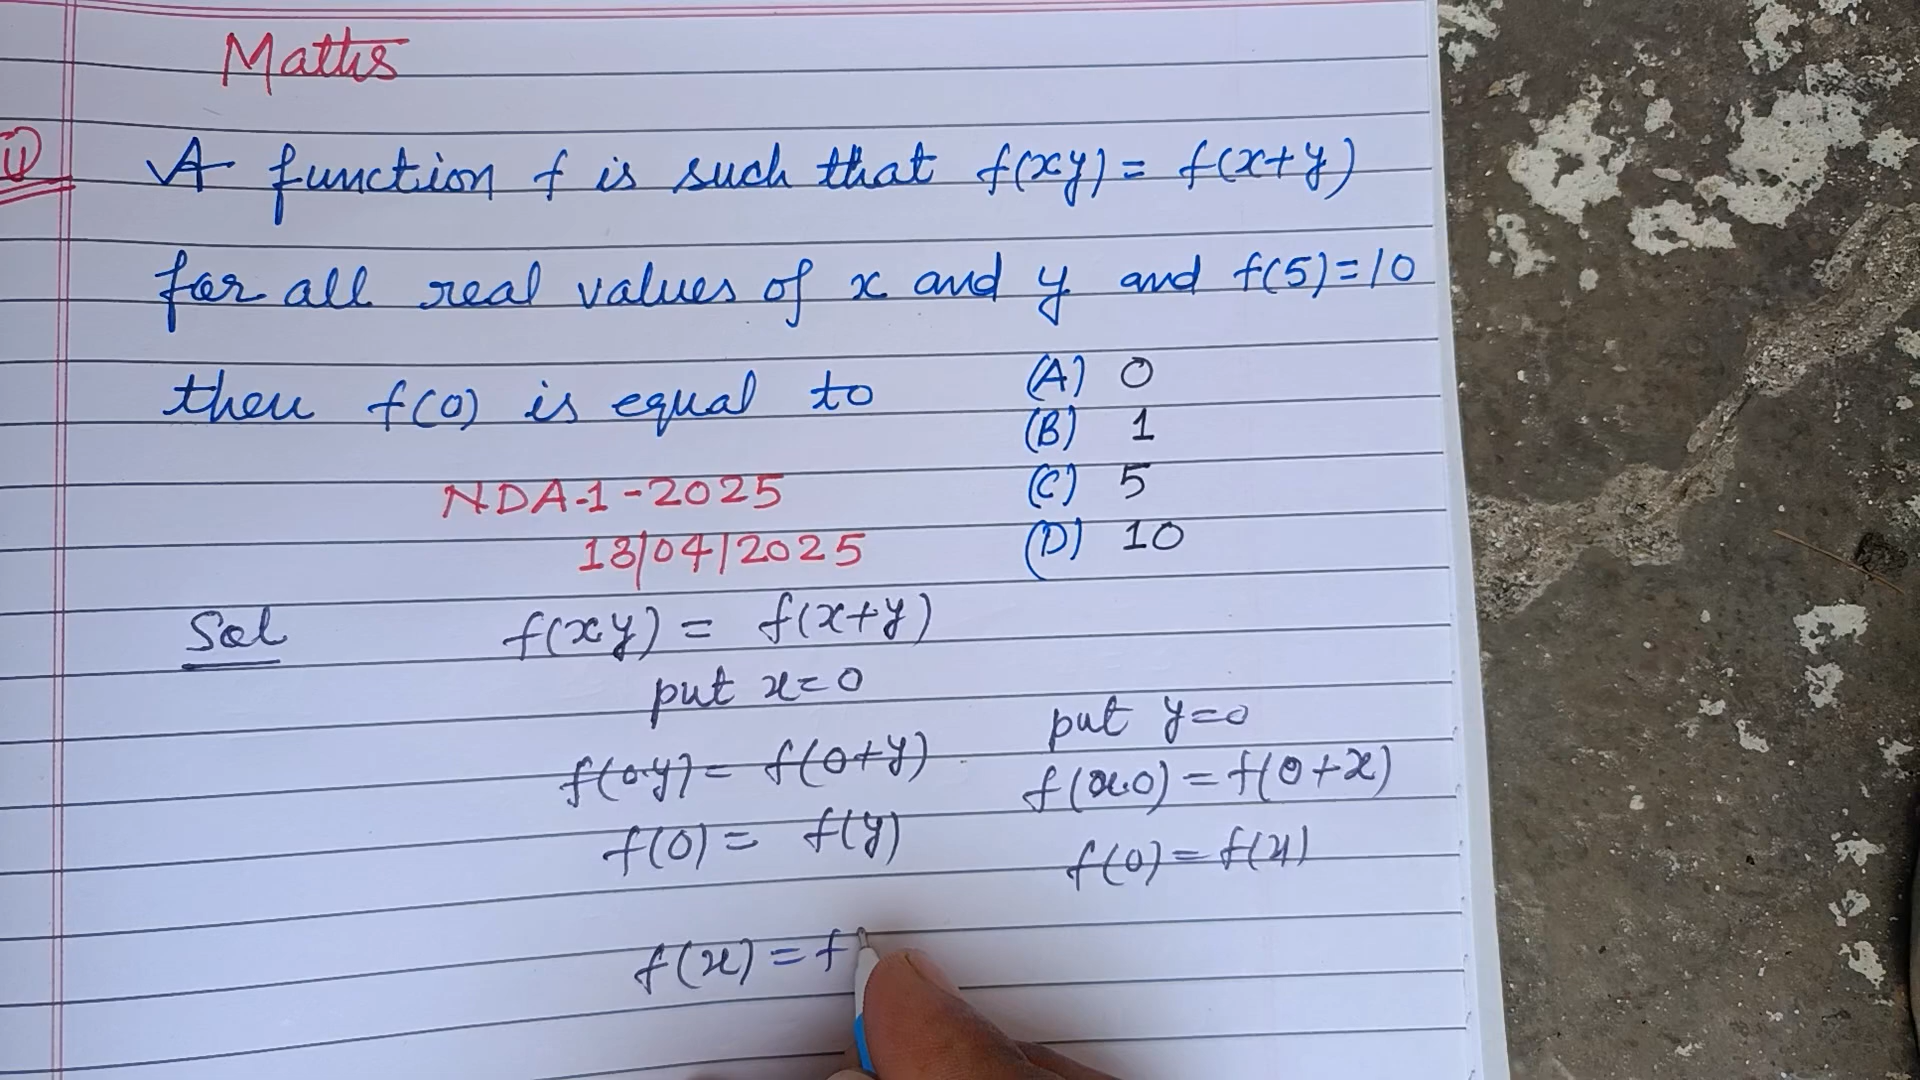 Maths
(i) A function f is such that f(xy) = f(x+y)
for all real values of x and y and f(5)=10
then f(0) is equal to
(A) 0
(B) 1
(C) 5
(D) 10
NDA-1-2025
13/04/2025
Sol f(xy) = f(x+y)
put x=0
f(0.y) = f(0+y)
f(0) = f(y)
put y=0
f(x.0) = f(0+x)
f(0) = f(x)
f(x) = f